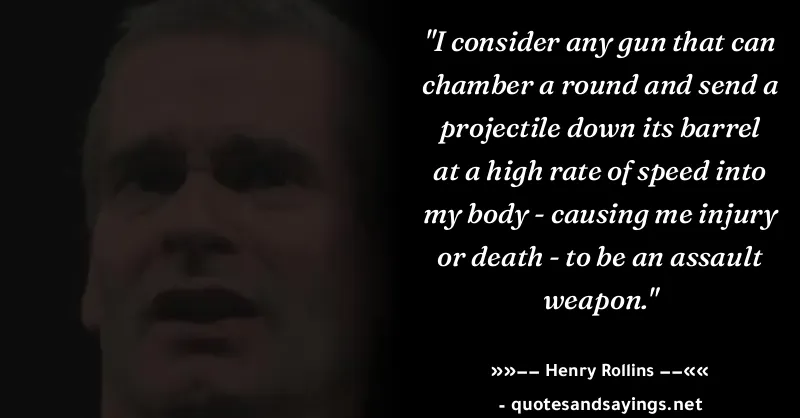 "I consider any gun that can
chamber a round and send a
projectile down its barrel
at a high rate of speed into
my body - causing me injury
or death - to be an assault
weapon."
»»–– Henry Rollins ––««
- quotesandsayings.net